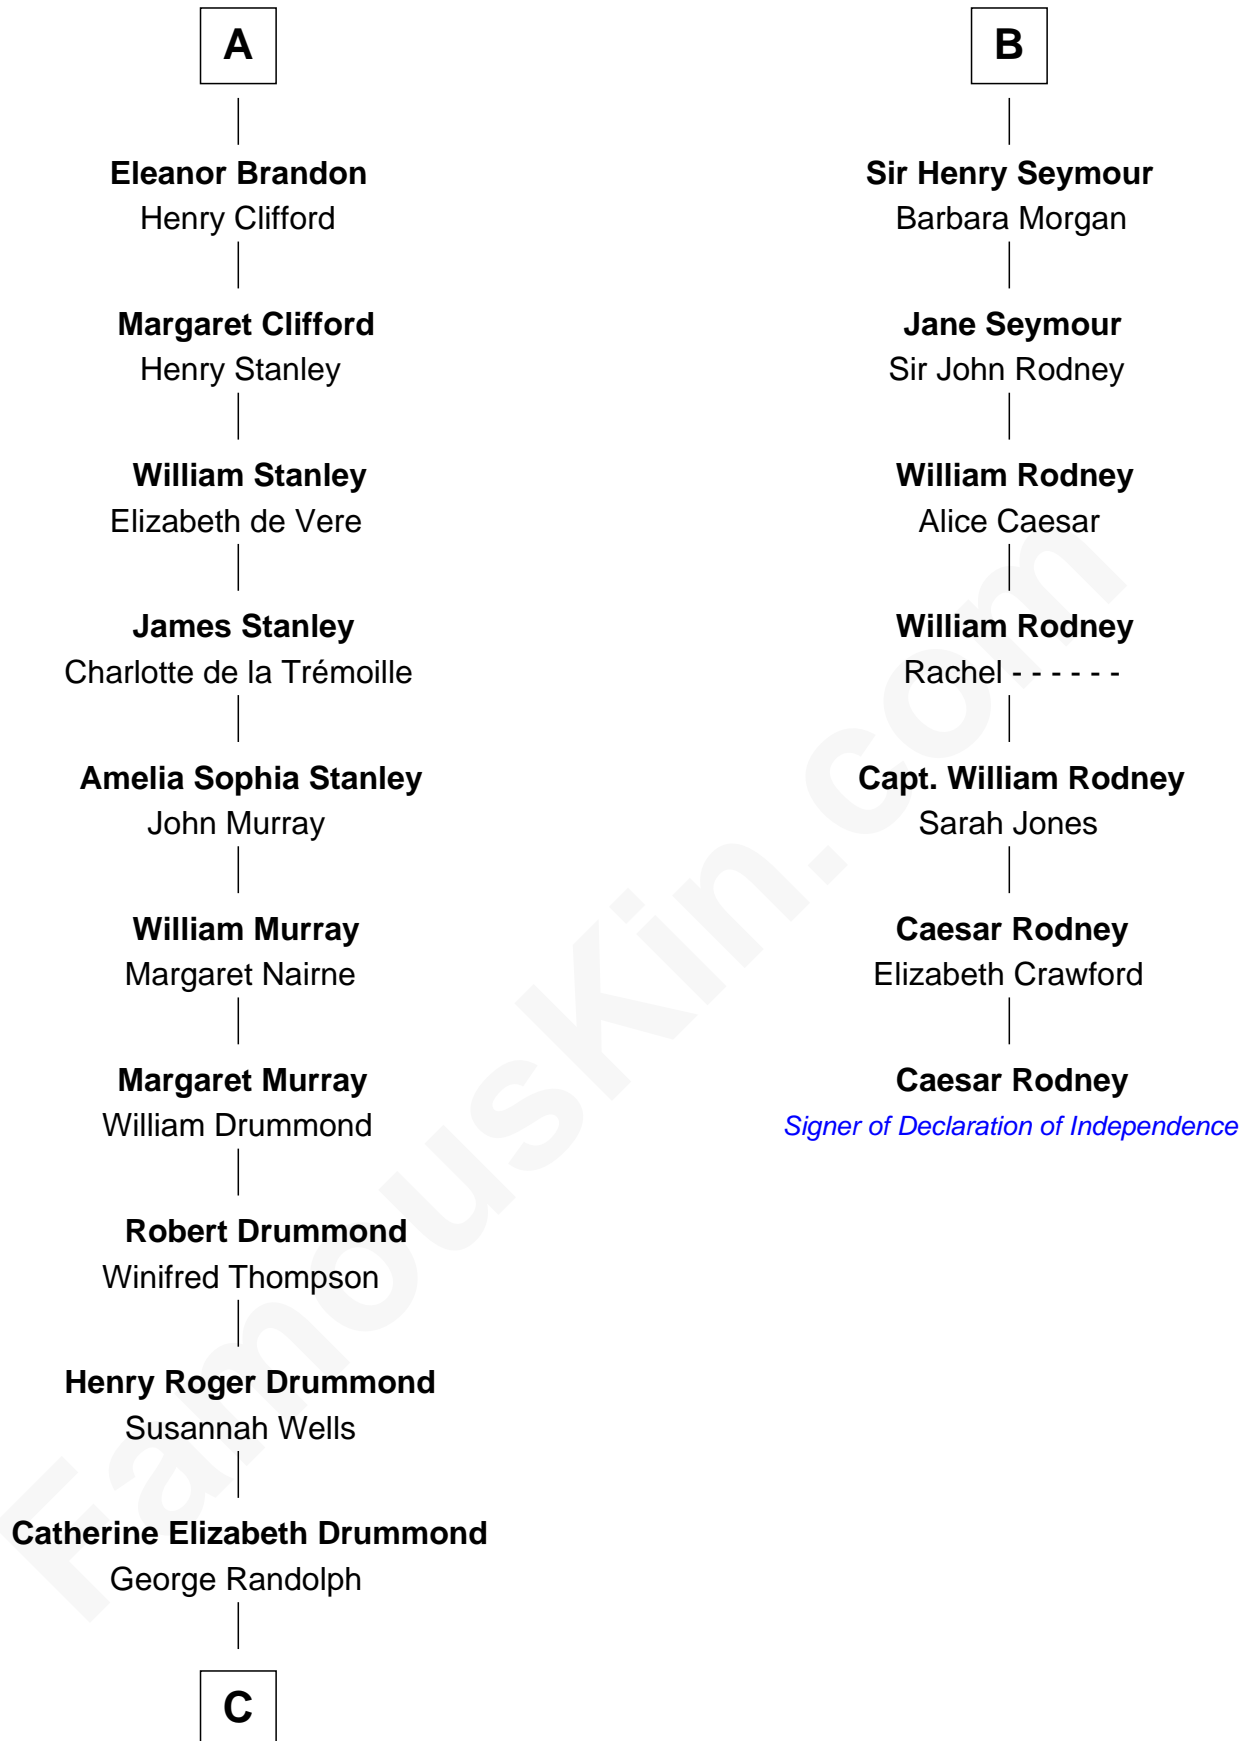 A
Eleanor Brandon
Henry Clifford
Margaret Clifford
Henry Stanley
William Stanley
Elizabeth de Vere
James Stanley
Charlotte de la Trémoille
Amelia Sophia Stanley
John Murray
William Murray
Margaret Nairne
Margaret Murray
William Drummond
Robert Drummond
Winifred Thompson
Henry Roger Drummond
Susannah Wells
Catherine Elizabeth Drummond
George Randolph
C
B
Sir Henry Seymour
Barbara Morgan
Jane Seymour
Sir John Rodney
William Rodney
Alice Caesar
William Rodney
Rachel - - - - - -
Capt. William Rodney
Sarah Jones
Caesar Rodney
Elizabeth Crawford
Caesar Rodney
Signer of Declaration of Independence
FamousKin.com